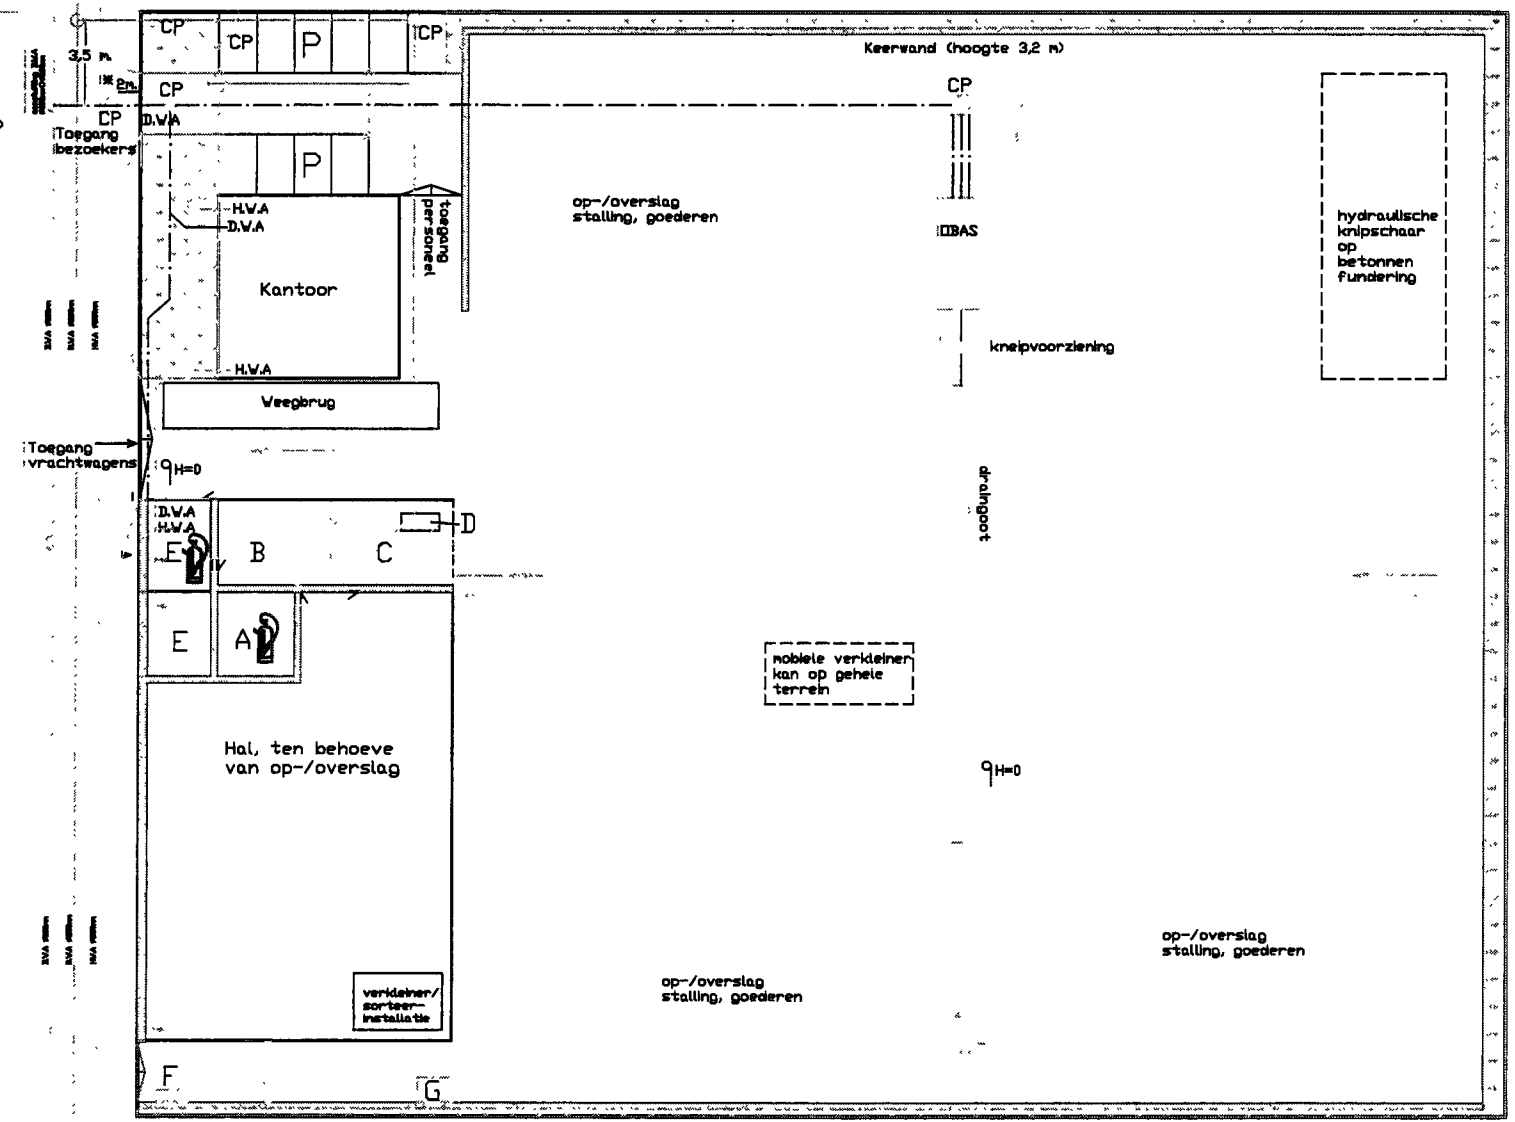 CP
CP
P
CP
3,5 m.
2m.
CP
CP
D.W.A
Toegang
bezoekers
P
Keerwand (hoogte 3,2 m)
CP
H.W.A
D.W.A
toegang
personeel
op-/overslag
stalling, goederen
OBAS
hydraulische
knipschaar
op
betonnen
fundering
Kantoor
kneipvoorziening
H.W.A
Weegbrug
Toegang
vrachtwagens
H=0
draingoot
D.W.A
H.W.A
E
IV
B
C
D
E
A
mobiele verkleiner
kan op gehele
terrein
Hal, ten behoeve
van op-/overslag
H=0
op-/overslag
stalling, goederen
op-/overslag
stalling, goederen
verkleiner/
sorteer-
installatie
F
G